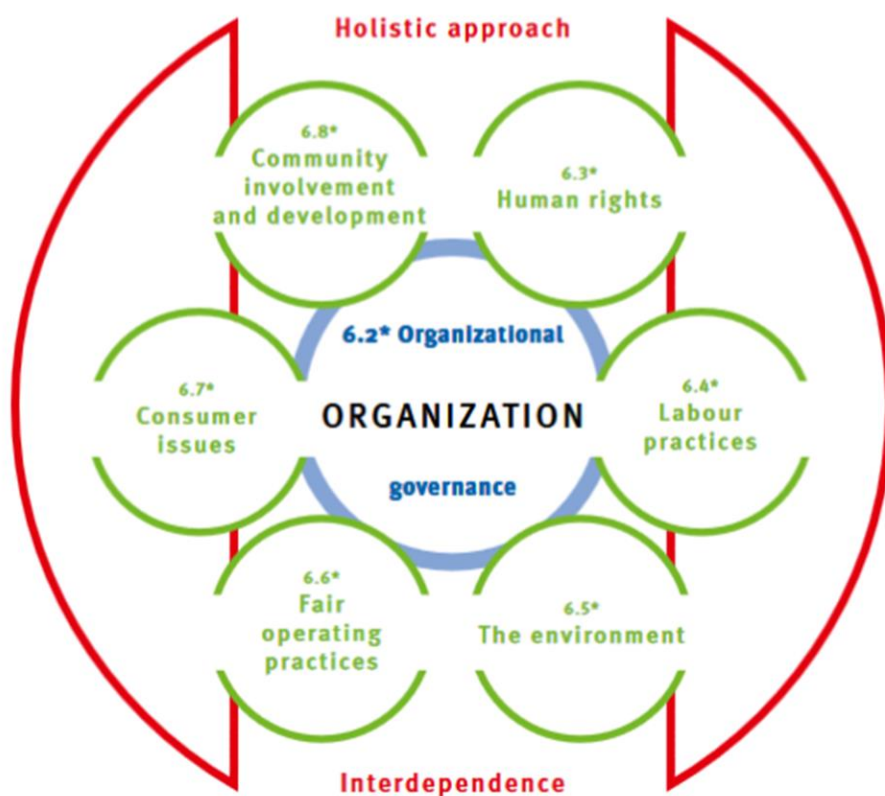 Holistic approach
6.8*
Community
involvement
and development
6.3*
Human rights
6.2* Organizational
ORGANIZATION
governance
6.7*
Consumer
issues
6.4*
Labour
practices
6.6*
Fair
operating
practices
6.5*
The environment
Interdependence